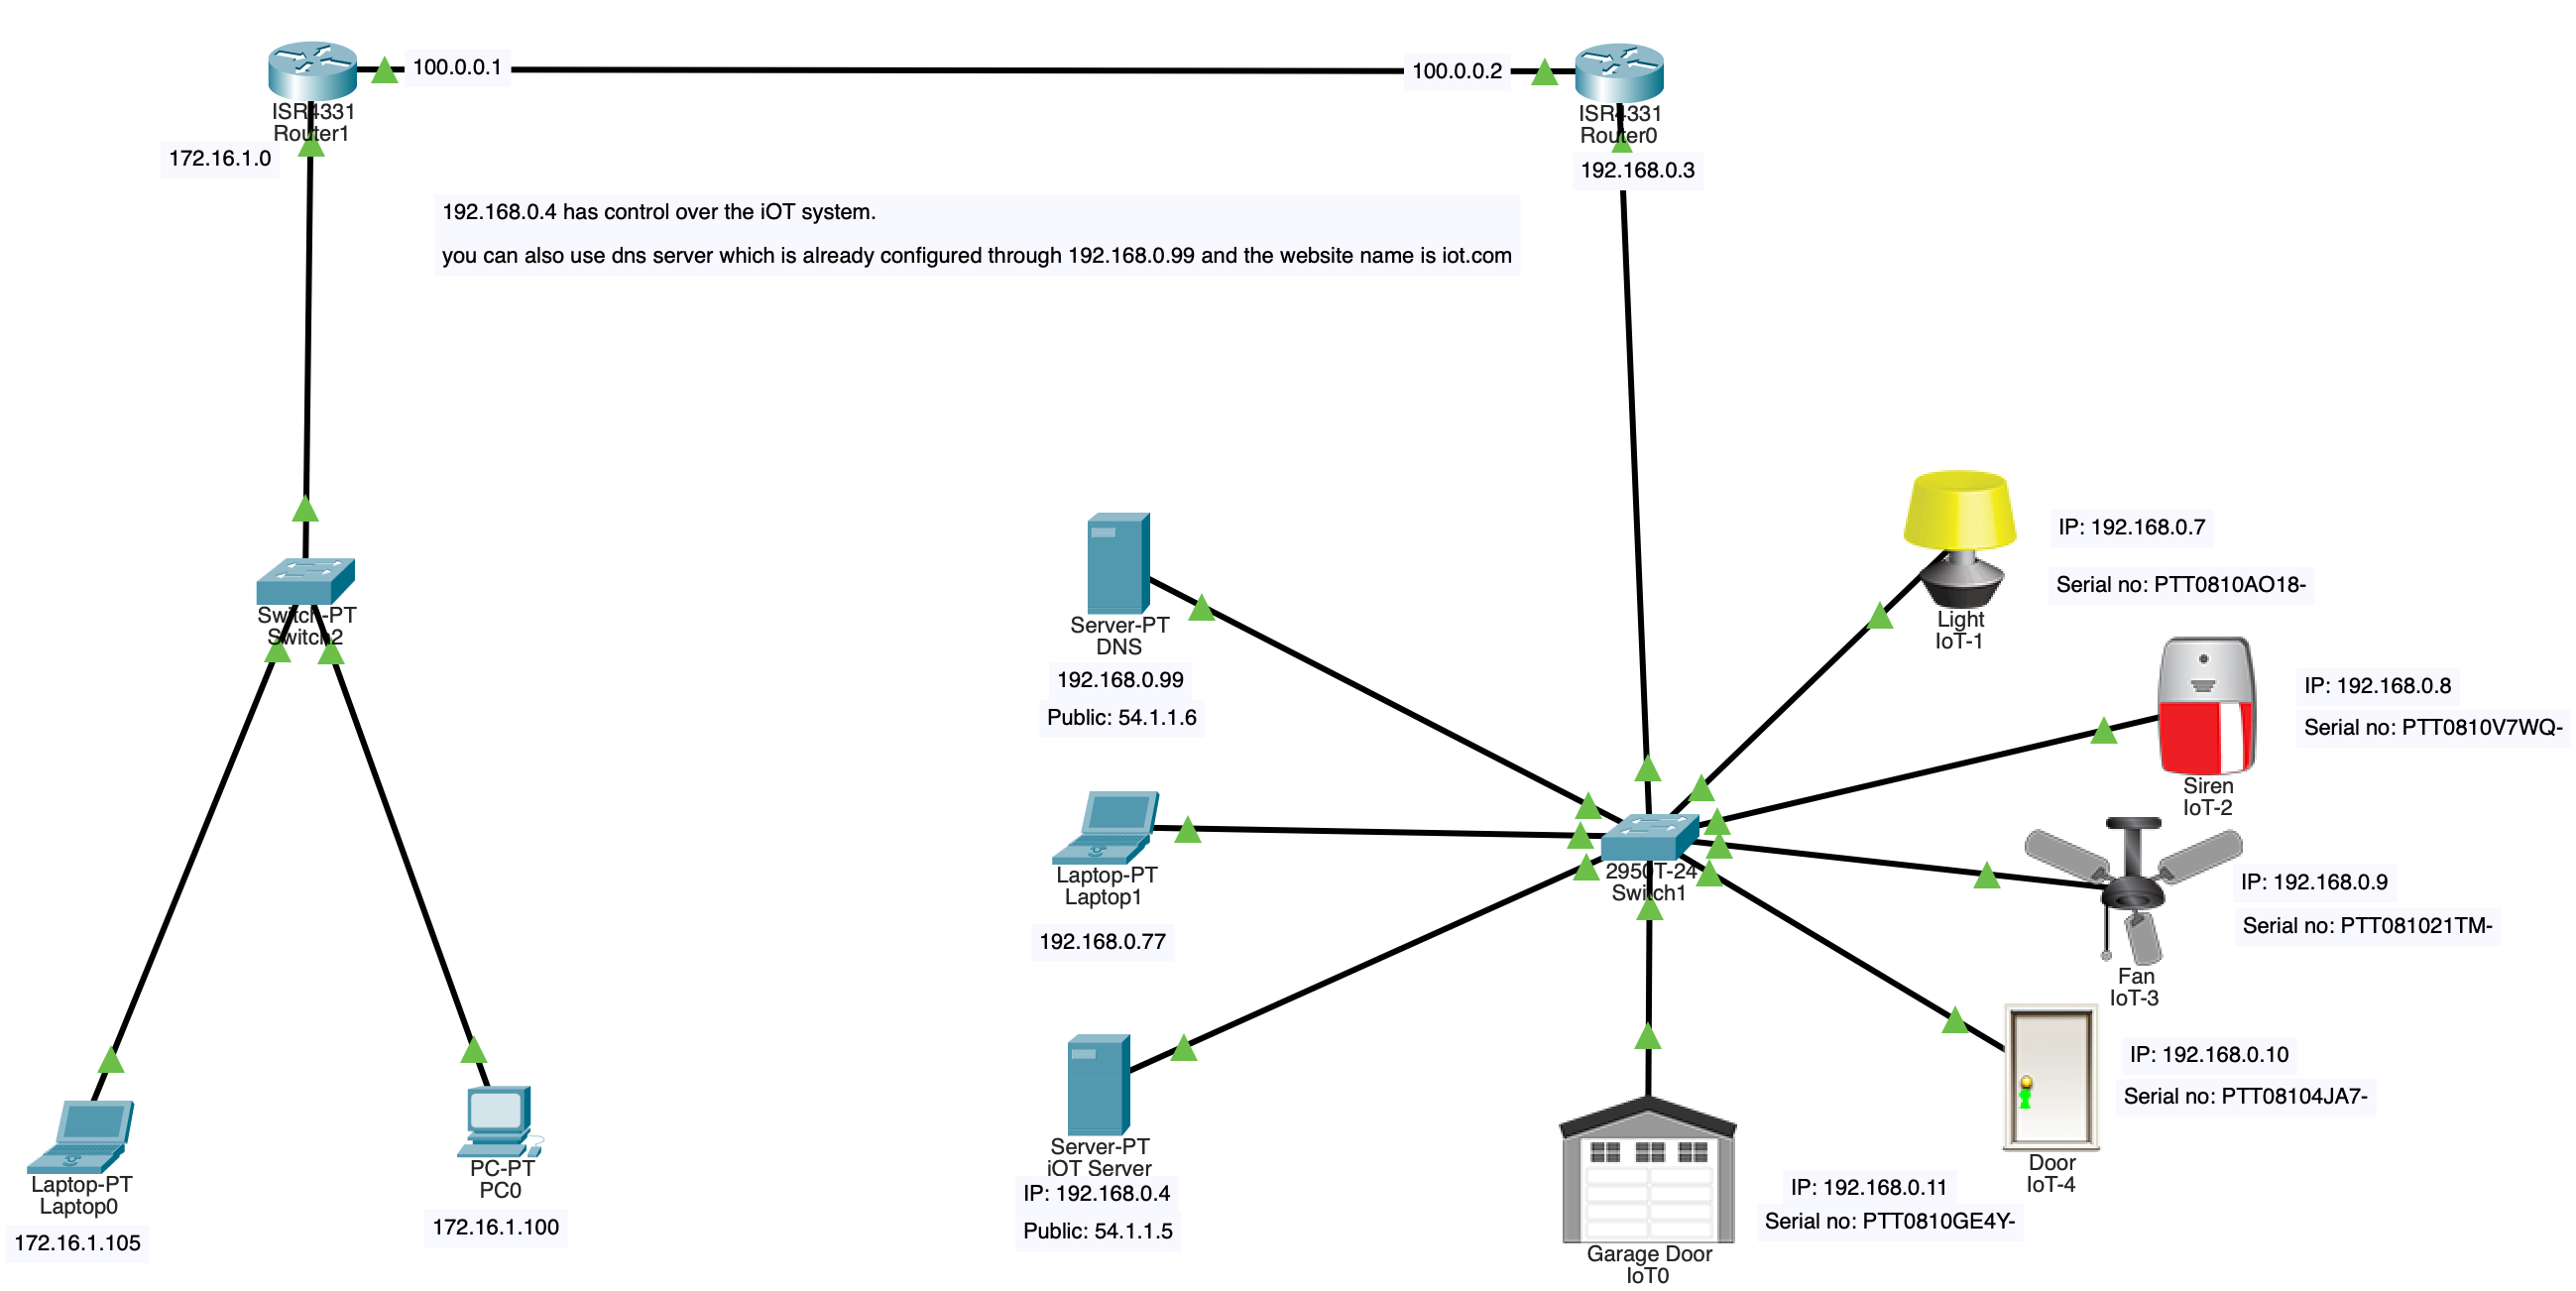 100.0.0.1
100.0.0.2
ISR4331
Router1
ISR4331
Router0
172.16.1.0
192.168.0.3
192.168.0.4 has control over the iOT system.
you can also use dns server which is already configured through 192.168.0.99 and the website name is iot.com
Switch-PT
Switch2
Laptop-PT
Laptop0
172.16.1.105
PC-PT
PC0
172.16.1.100
Server-PT
DNS
192.168.0.99
Public: 54.1.1.6
Laptop-PT
Laptop1
192.168.0.77
Server-PT
iOT Server
IP: 192.168.0.4
Public: 54.1.1.5
2950T-24
Switch1
Light
IoT-1
IP: 192.168.0.7
Serial no: PTT0810AO18-
Siren
IoT-2
IP: 192.168.0.8
Serial no: PTT0810V7WQ-
Fan
IoT-3
IP: 192.168.0.9
Serial no: PTT081021TM-
Door
IoT-4
IP: 192.168.0.10
Serial no: PTT08104JA7-
Garage Door
IoT0
IP: 192.168.0.11
Serial no: PTT0810GE4Y-